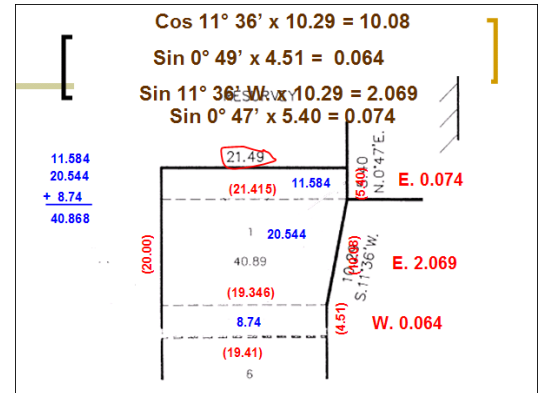 Cos 11° 36’ x 10.29 = 10.08
Sin 0° 49’ x 4.51 = 0.064
Sin 11° 36’ W. x 10.29 = 2.069
RESURVEY
Sin 0° 47’ x 5.40 = 0.074
11.584
20.544
+ 8.74
40.868
21.49
(21.415)
11.584
(5.40)
N.0°47'E.
E. 0.074
1
20.544
40.89
(20.00)
(19.346)
(10.08)
S.11°36'W.
E. 2.069
8.74
(4.51)
W. 0.064
(19.41)
6